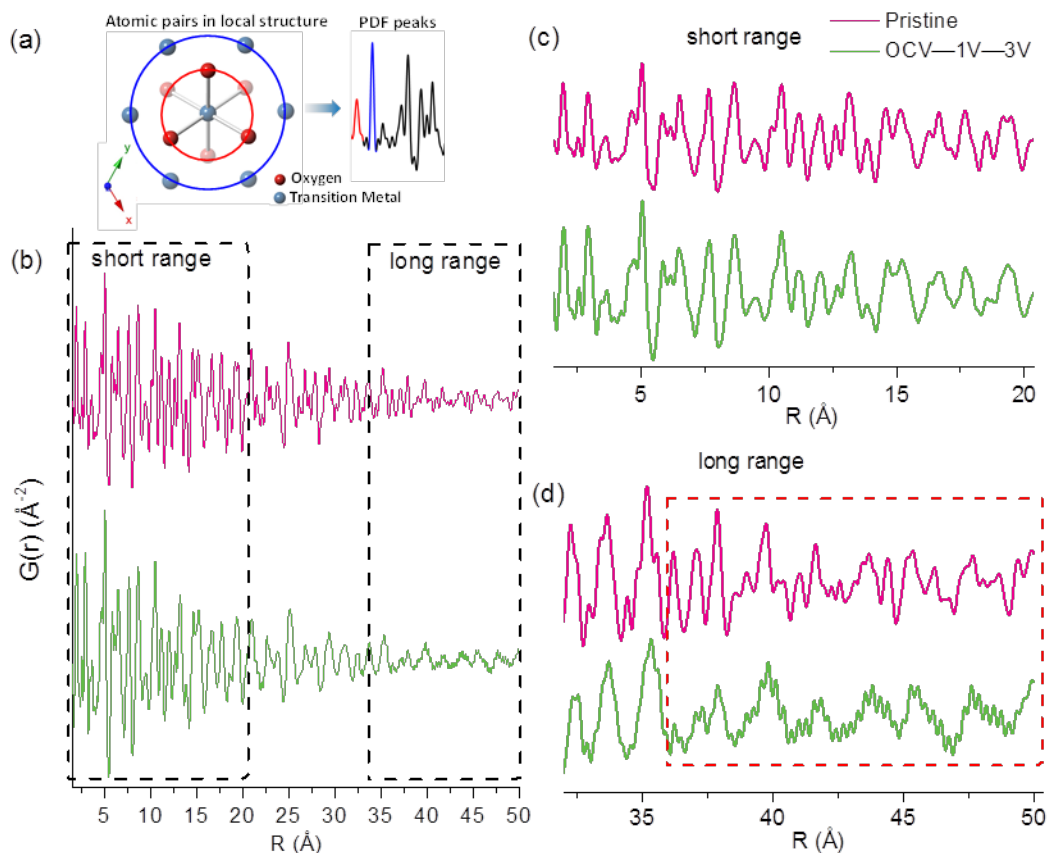 (a)
Atomic pairs in local structure
PDF peaks
y
x
Oxygen
Transition Metal
(b)
short range
long range
G(r) (Å⁻²)
5 10 15 20 25 30 35 40 45 50
R (Å)
(c)
short range
Pristine
OCV—1V—3V
5 10 15 20
R (Å)
(d)
long range
35 40 45 50
R (Å)